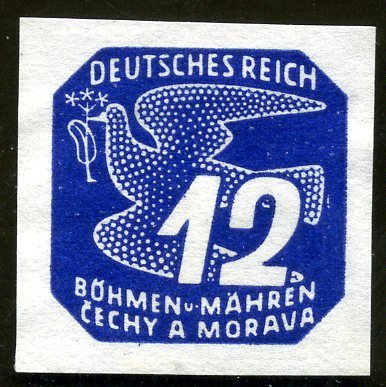 DEUTSCHES REICH
12
BÖHMEN u. MÄHREN
ČECHY A MORAVA